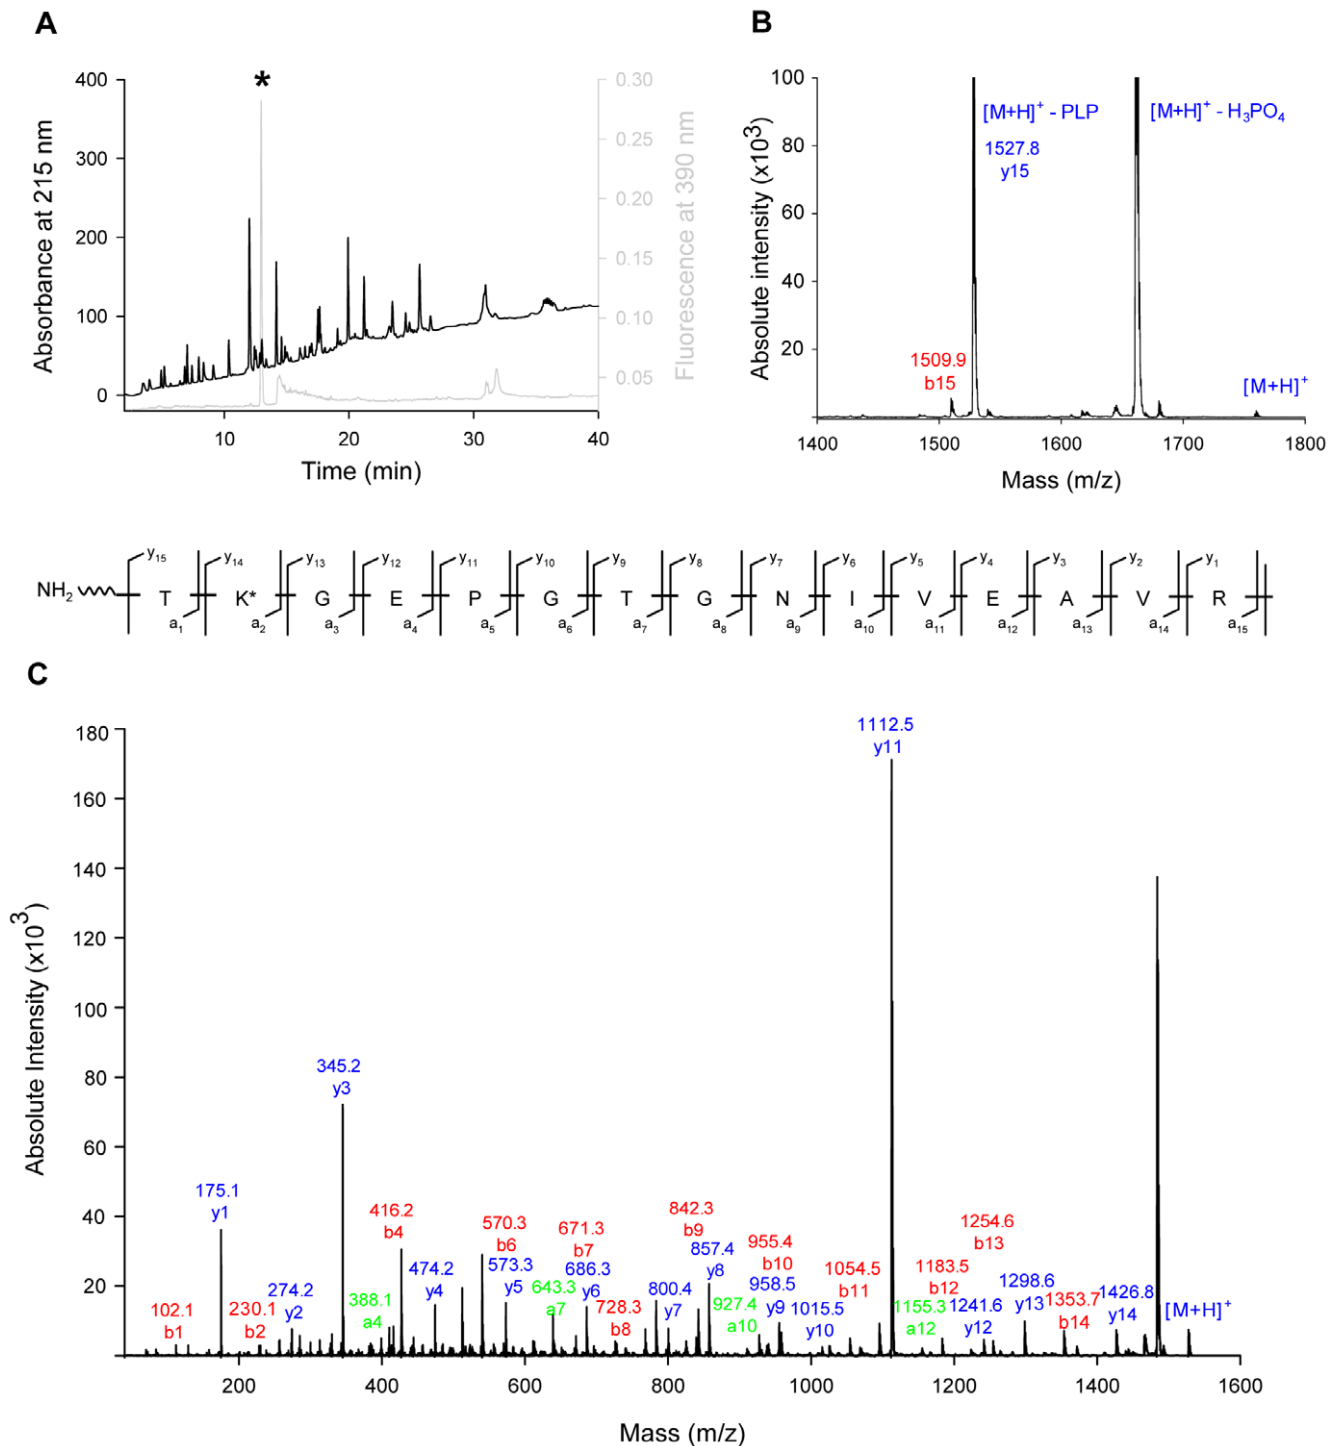 A
*
400
300
200
100
0
Absorbance at 215 nm
0.30
0.25
0.20
0.15
0.10
0.05
Fluorescence at 390 nm
10
20
30
40
Time (min)
B
100
80
60
40
20
Absolute intensity (x10³)
[M+H]⁺ - PLP
1527.8
y15
[M+H]⁺ - H₃PO₄
1509.9
b15
[M+H]⁺
1400
1500
1600
1700
1800
Mass (m/z)
y₁₅ y₁₄ y₁₃ y₁₂ y₁₁ y₁₀ y₉ y₈ y₇ y₆ y₅ y₄ y₃ y₂ y₁
NH₂ T K* G E P G T G N I V E A V R
a₁ a₂ a₃ a₄ a₅ a₆ a₇ a₈ a₉ a₁₀ a₁₁ a₁₂ a₁₃ a₁₄ a₁₅
C
180
160
140
120
100
80
60
40
20
Absolute Intensity (x10³)
102.1
b1
175.1
y1
230.1
b2
274.2
y2
345.2
y3
388.1
a4
416.2
b4
474.2
y4
570.3
b6
573.3
y5
643.3
a7
671.3
b7
686.3
y6
728.3
b8
800.4
y7
842.3
b9
857.4
y8
927.4
a10
955.4
b10
958.5
y9
1015.5
y10
1054.5
b11
1112.5
y11
1155.3
a12
1183.5
b12
1241.6
y12
1254.6
b13
1298.6
y13
1353.7
b14
1426.8
y14
[M+H]⁺
200
400
600
800
1000
1200
1400
1600
Mass (m/z)